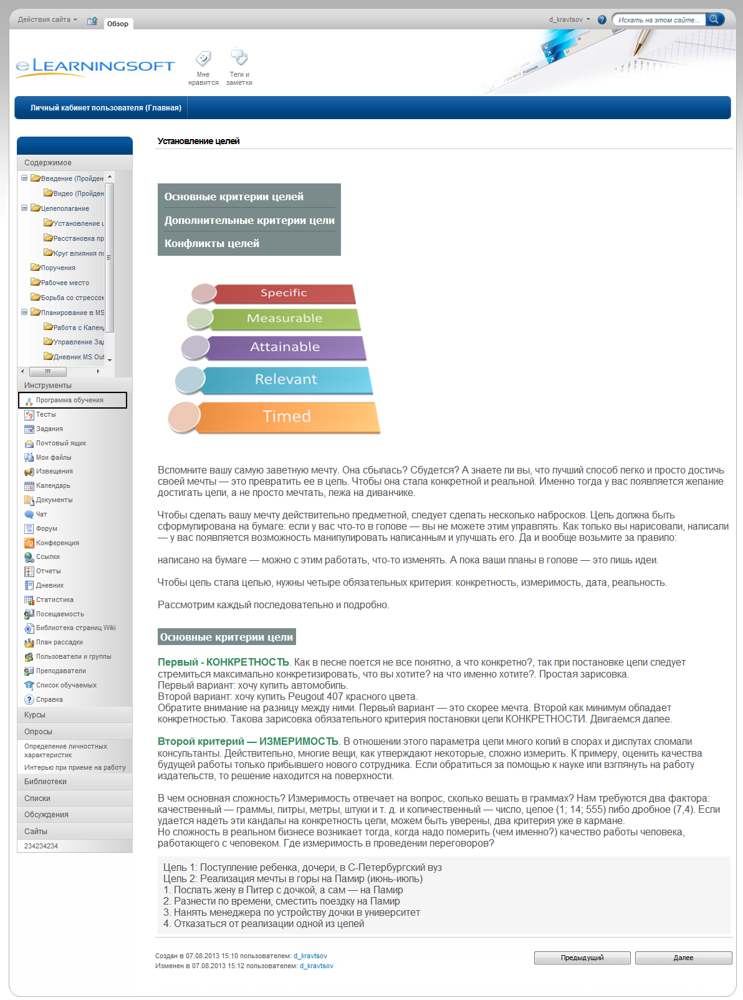 Действия сайта
Обзор
d_kravtsov
Искать на этом сайте...
eLearningsoft
Мне нравится
Теги и заметки
Личный кабинет пользователя (Главная)
Установление целей
Содержимое
Введение (Пройден
Видео (Пройден
Целеполагание
Установление ц
Расстановка пр
Круг влияния по
Поручения
Рабочее место
Борьба со стрессом
Планирование в MS
Работа с Календ
Управление Зад
Дневник MS Out
Инструменты
Программа обучения
Тесты
Задания
Почтовый ящик
Мои файлы
Извещения
Календарь
Документы
Чат
Форум
Конференция
Ссылки
Отчеты
Дневник
Статистика
Посещаемость
Библиотека страниц Wiki
План рассадки
Пользователи и группы
Преподаватели
Список обучаемых
Справка
Курсы
Опросы
Определение личностных
характеристик
Интерью при приеме на работу
Библиотеки
Списки
Обсуждения
Сайты
234234234
Основные критерии целей
Дополнительные критерии цели
Конфликты целей
Specific
Measurable
Attainable
Relevant
Timed
Вспомните вашу самую заветную мечту. Она сбылась? Сбудется? А знаете ли вы, что лучший способ легко и просто достичь
своей мечты — это превратить ее в цель. Чтобы она стала конкретной и реальной. Именно тогда у вас появляется желание
достигать цели, а не просто мечтать, лежа на диванчике.
Чтобы сделать вашу мечту действительно предметной, следует сделать несколько набросков. Цель должна быть
сформулирована на бумаге: если у вас что-то в голове — вы не можете этим управлять. Как только вы нарисовали, написали
— у вас появляется возможность манипулировать написанным и улучшать его. Да и вообще возьмите за правило:
написано на бумаге — можно с этим работать, что-то изменять. А пока ваши планы в голове — это лишь идеи.
Чтобы цель стала целью, нужны четыре обязательных критерия: конкретность, измеримость, дата, реальность.
Рассмотрим каждый последовательно и подробно.
Основные критерии цели
Первый - КОНКРЕТНОСТЬ. Как в песне поется не все понятно, а что конкретно?, так при постановке цели следует
стремиться максимально конкретизировать, что вы хотите? на что именно хотите?. Простая зарисовка.
Первый вариант: хочу купить автомобиль.
Второй вариант: хочу купить Peugout 407 красного цвета.
Обратите внимание на разницу между ними. Первый вариант — это скорее мечта. Второй как минимум обладает
конкретностью. Такова зарисовка обязательного критерия постановки цели КОНКРЕТНОСТИ. Двигаемся далее.
Второй критерий — ИЗМЕРИМОСТЬ. В отношении этого параметра цели много копий в спорах и диспутах сломали
консультанты. Действительно, многие вещи, как утверждают некоторые, сложно измерить. К примеру, оценить качества
будущей работы только прибывшего нового сотрудника. Если обратиться за помощью к науке или взглянуть на работу
издательств, то решение находится на поверхности.
В чем основная сложность? Измеримость отвечает на вопрос, сколько вешать в граммах? Нам требуются два фактора:
качественный — граммы, литры, метры, штуки и т. д. и количественный — число, целое (1; 14; 555) либо дробное (7,4). Если
удается надеть эти кандалы на конкретность цели, можем быть уверены, два критерия уже в кармане.
Но сложность в реальном бизнесе возникает тогда, когда надо померить (чем именно?) качество работы человека,
работающего с человеком. Где измеримость в проведении переговоров?
Цель 1: Поступление ребенка, дочери, в С-Петербургский вуз
Цель 2: Реализация мечты в горы на Памир (июнь-июль)
1. Послать жену в Питер с дочкой, а сам — на Памир
2. Разнести по времени, сместить поездку на Памир
3. Нанять менеджера по устройству дочки в университет
4. Отказаться от реализации одной из целей
Создан в 07.08.2013 15:10 пользователем: d_kravtsov
Изменен в 07.08.2013 15:12 пользователем: d_kravtsov
Предыдущий
Далее